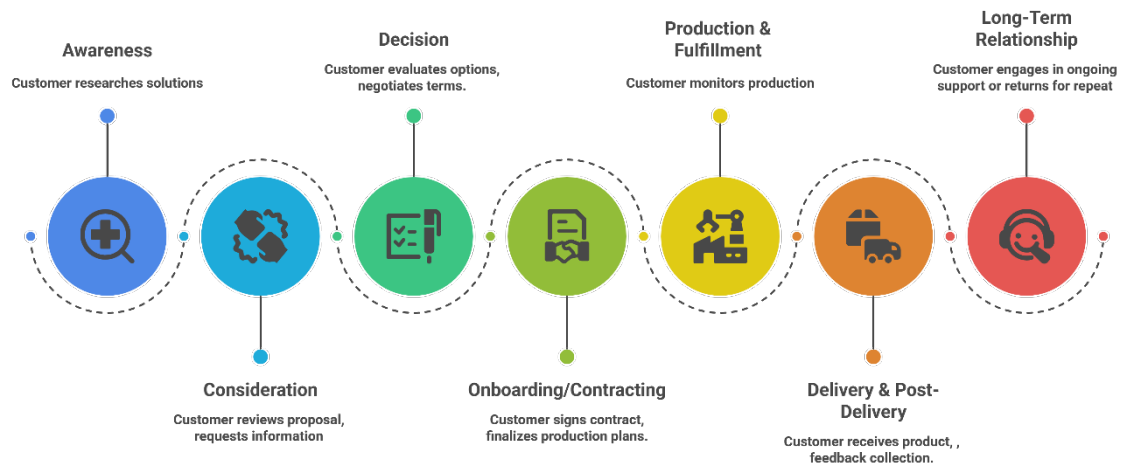 Awareness
Customer researches solutions
Consideration
Customer reviews proposal,
requests information
Decision
Customer evaluates options,
negotiates terms.
Onboarding/Contracting
Customer signs contract,
finalizes production plans.
Production &
Fulfillment
Customer monitors production
Delivery & Post-
Delivery
Customer receives product, ,
feedback collection.
Long-Term
Relationship
Customer engages in ongoing
support or returns for repeat